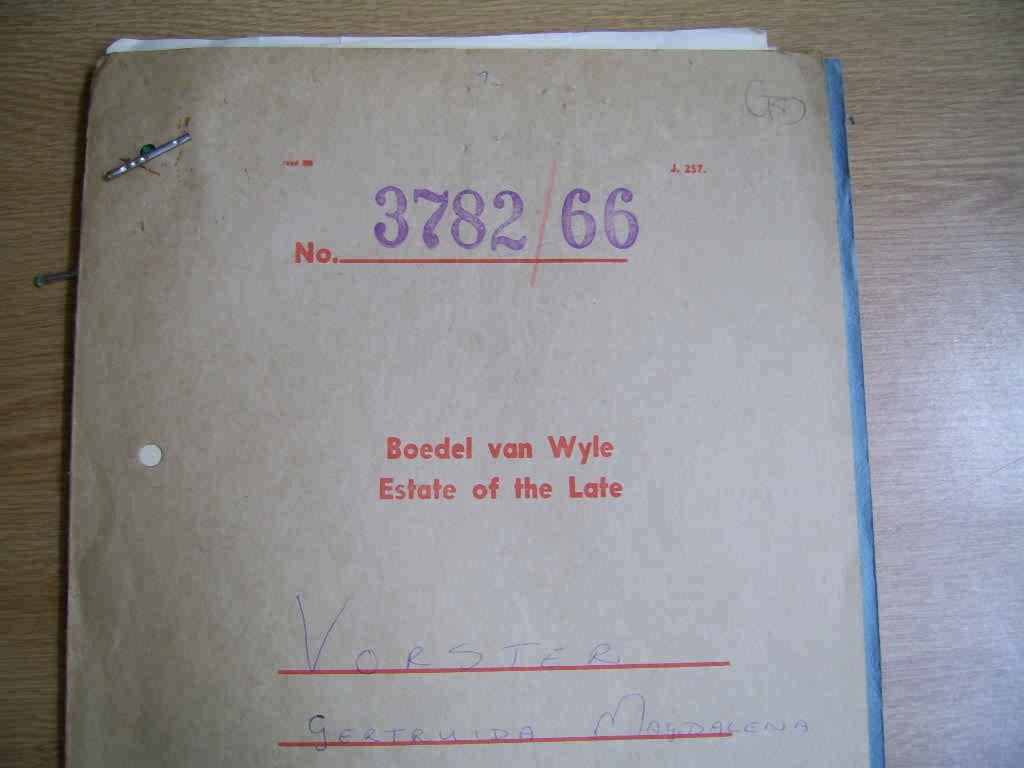 J. 257.
No. 3782/66
Boedel van Wyle
Estate of the Late
VORSTER
GERTRUIDA MAGDALENA